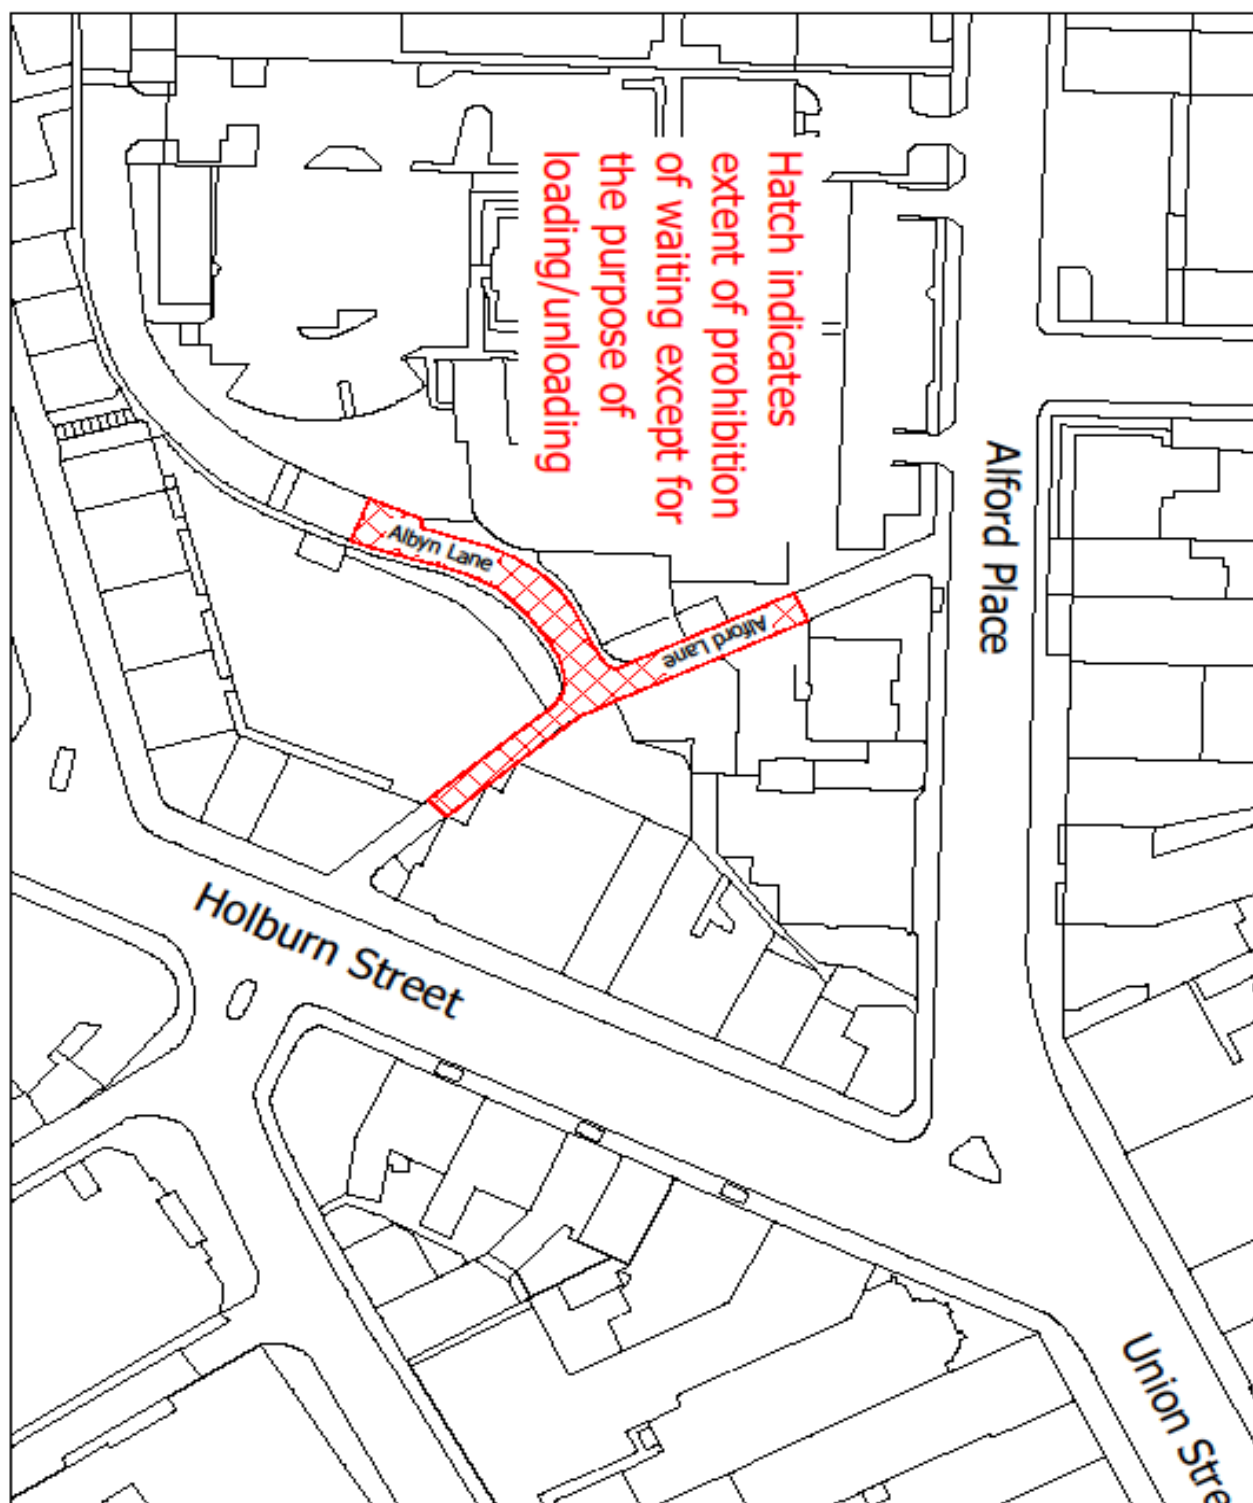 Hatch indicates
extent of prohibition
of waiting except for
the purpose of
loading/unloading
Alford Place
Albyn Lane
Alford Lane
Holburn Street
Union Stre